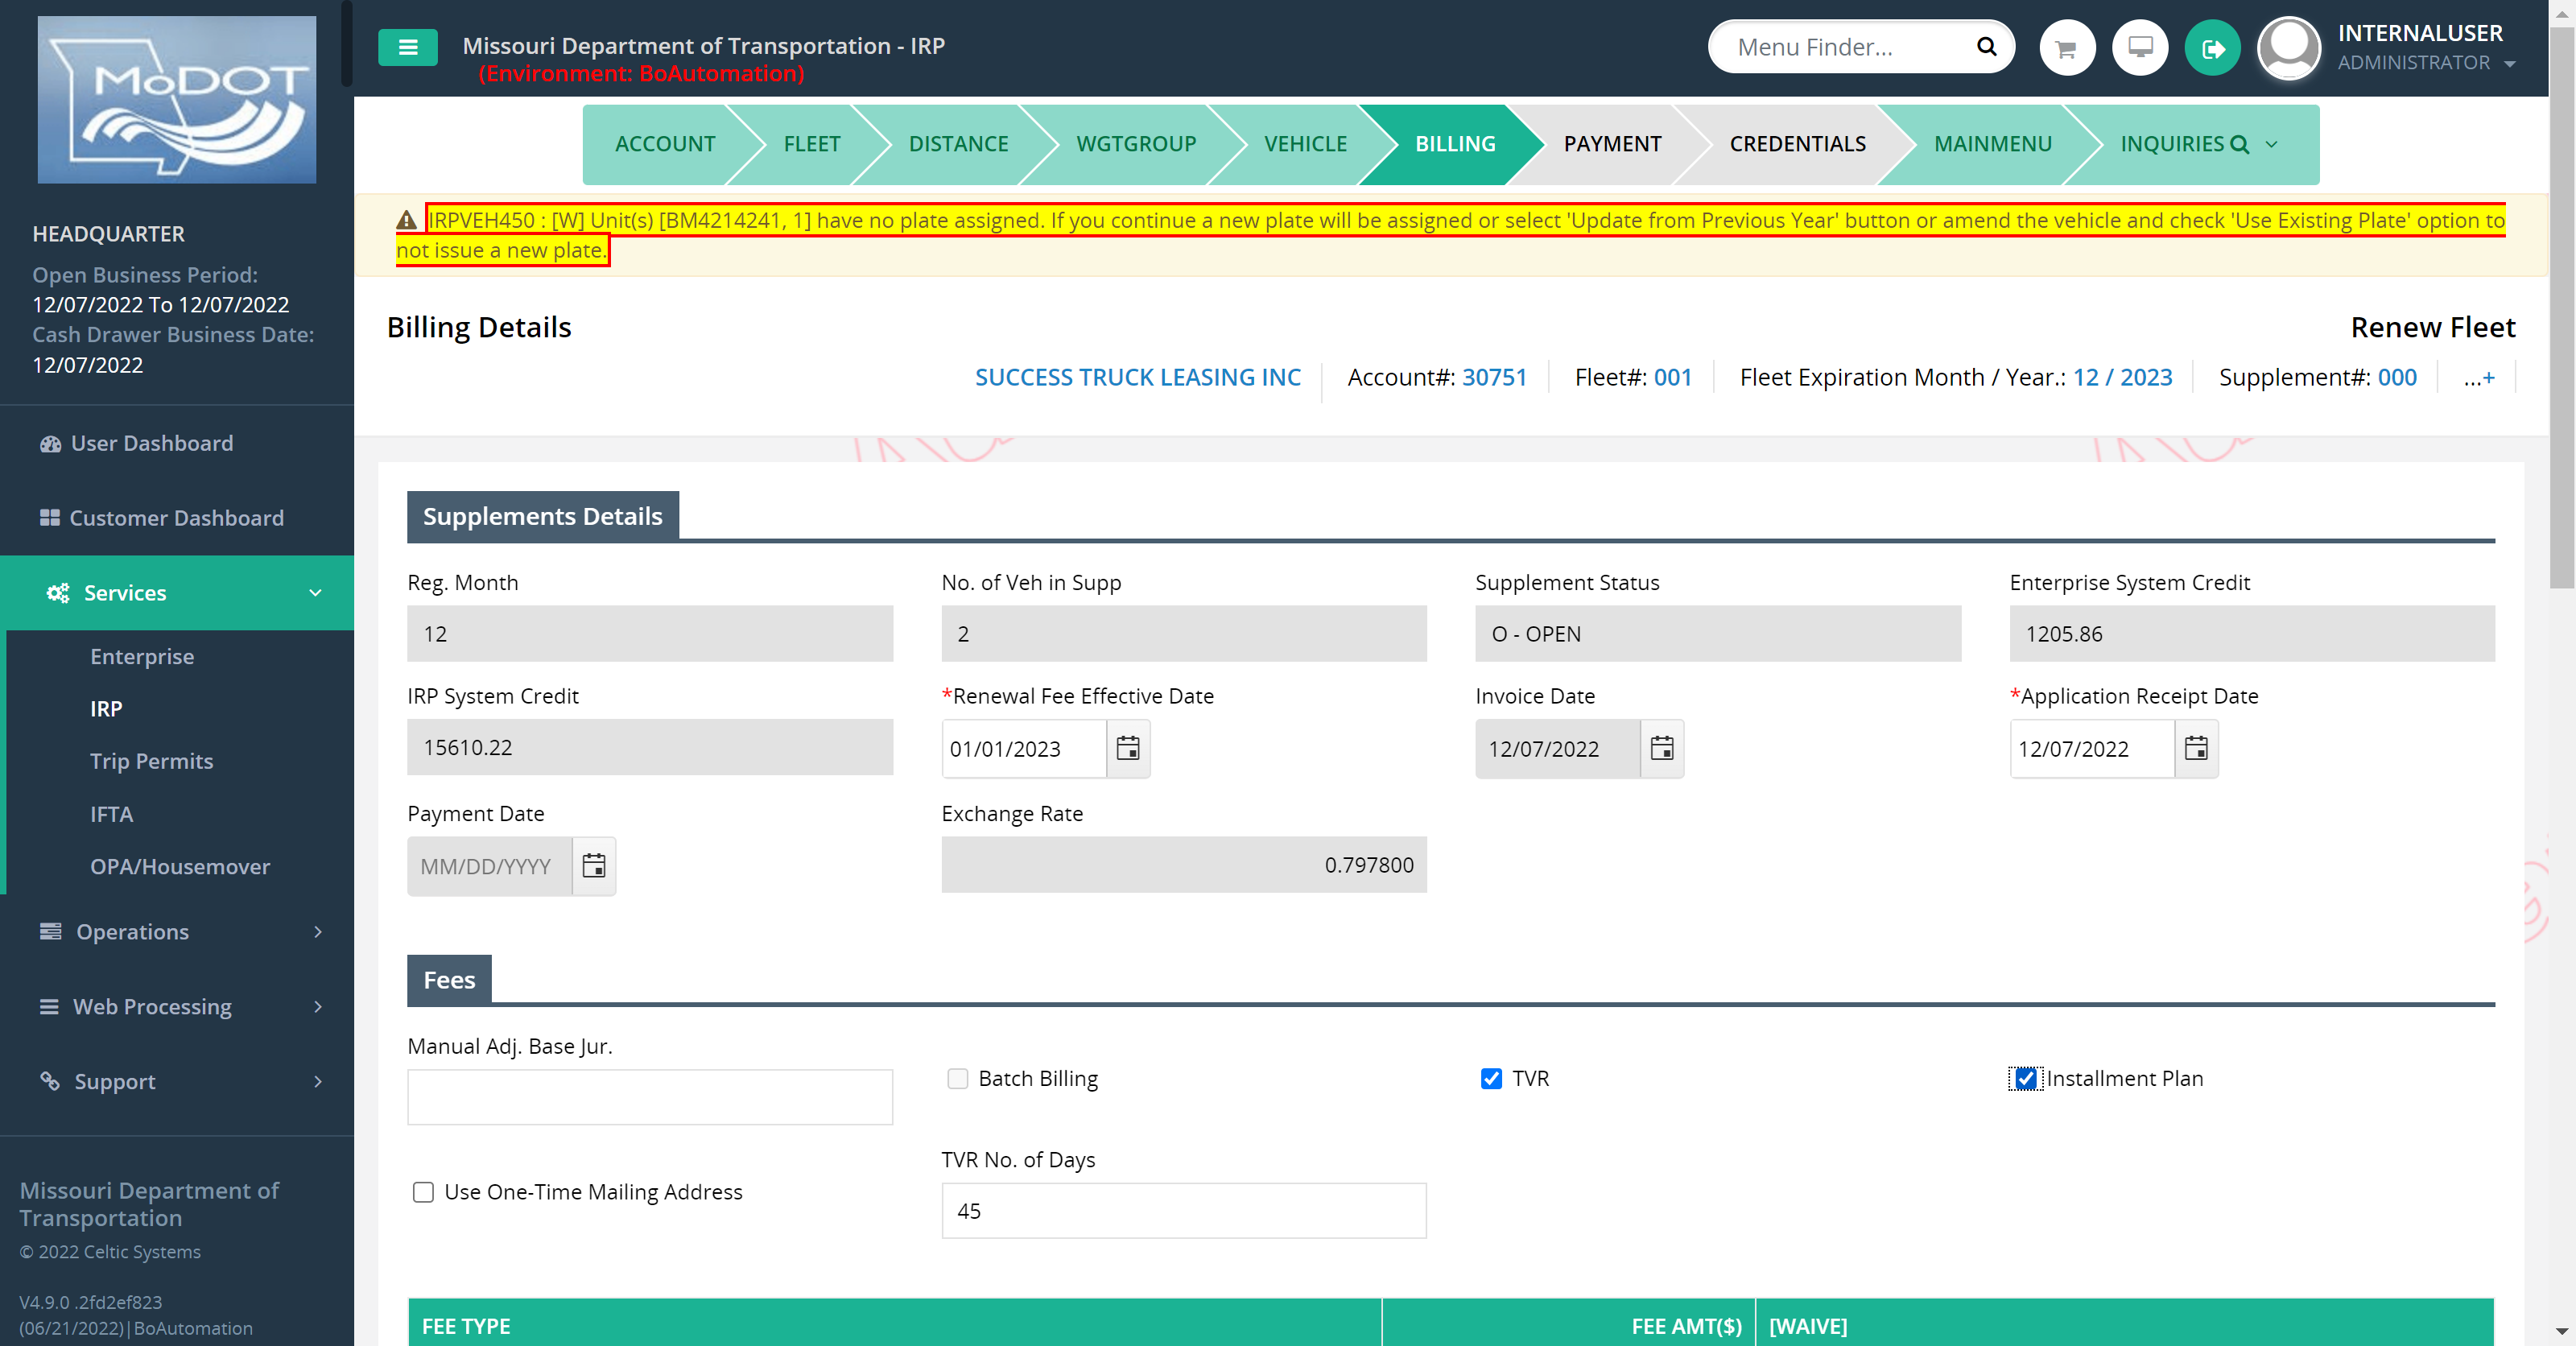 MoDOT
Missouri Department of Transportation - IRP
(Environment: BoAutomation)
Menu Finder...
INTERNALUSER
ADMINISTRATOR
ACCOUNT
FLEET
DISTANCE
WGTGROUP
VEHICLE
BILLING
PAYMENT
CREDENTIALS
MAINMENU
INQUIRIES
IRPVEH450 : [W] Unit(s) [BM4214241, 1] have no plate assigned. If you continue a new plate will be assigned or select 'Update from Previous Year' button or amend the vehicle and check 'Use Existing Plate' option to
not issue a new plate.
HEADQUARTER
Open Business Period:
12/07/2022 To 12/07/2022
Cash Drawer Business Date:
12/07/2022
User Dashboard
Customer Dashboard
Services
Enterprise
IRP
Trip Permits
IFTA
OPA/Housemover
Operations
Web Processing
Support
Missouri Department of
Transportation
© 2022 Celtic Systems
V4.9.0 .2fd2ef823
(06/21/2022)|BoAutomation
Billing Details
Renew Fleet
SUCCESS TRUCK LEASING INC
Account#: 30751
Fleet#: 001
Fleet Expiration Month / Year.: 12 / 2023
Supplement#: 000
...+
Supplements Details
Reg. Month
12
No. of Veh in Supp
2
Supplement Status
O - OPEN
Enterprise System Credit
1205.86
IRP System Credit
15610.22
*Renewal Fee Effective Date
01/01/2023
Invoice Date
12/07/2022
*Application Receipt Date
12/07/2022
Payment Date
MM/DD/YYYY
Exchange Rate
0.797800
Fees
Manual Adj. Base Jur.
Batch Billing
TVR
Installment Plan
Use One-Time Mailing Address
TVR No. of Days
45
FEE TYPE
FEE AMT($)
[WAIVE]